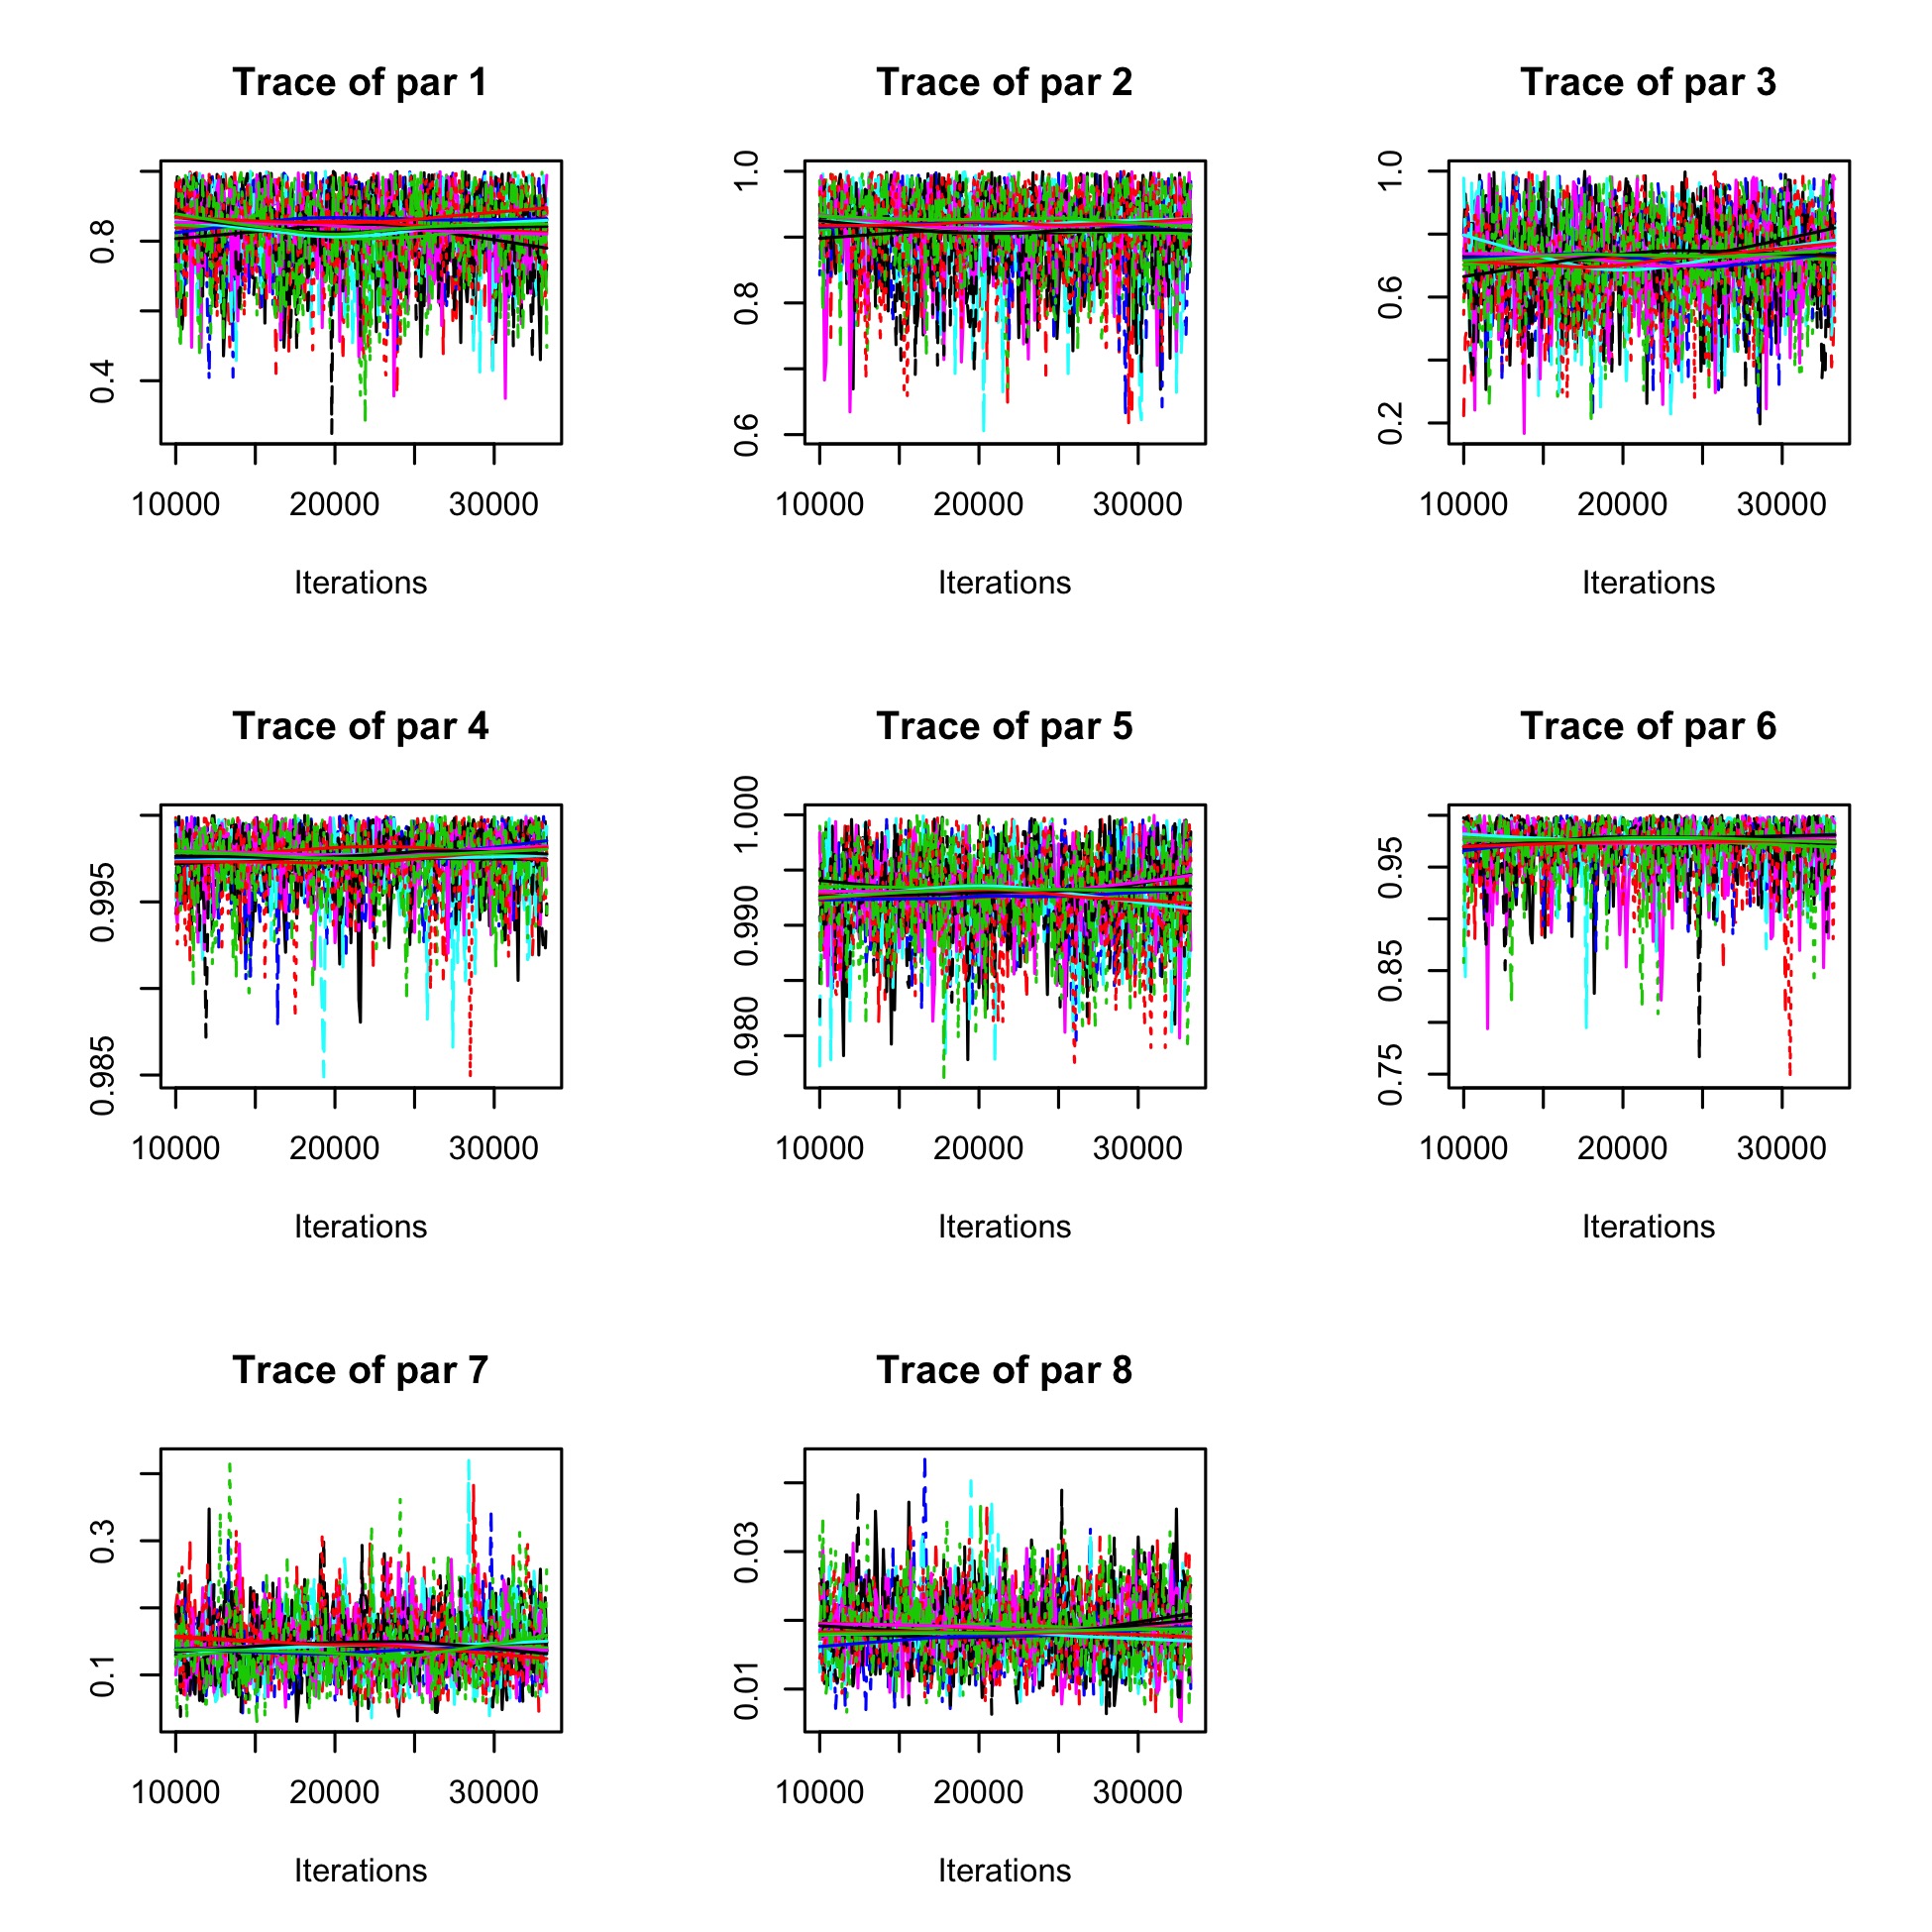 Trace of par 1
0.4 0.8
10000 20000 30000
Iterations
Trace of par 2
0.6 0.8 1.0
10000 20000 30000
Iterations
Trace of par 3
0.2 0.6 1.0
10000 20000 30000
Iterations
Trace of par 4
0.985 0.995
10000 20000 30000
Iterations
Trace of par 5
0.980 0.990 1.000
10000 20000 30000
Iterations
Trace of par 6
0.75 0.85 0.95
10000 20000 30000
Iterations
Trace of par 7
0.1 0.3
10000 20000 30000
Iterations
Trace of par 8
0.01 0.03
10000 20000 30000
Iterations